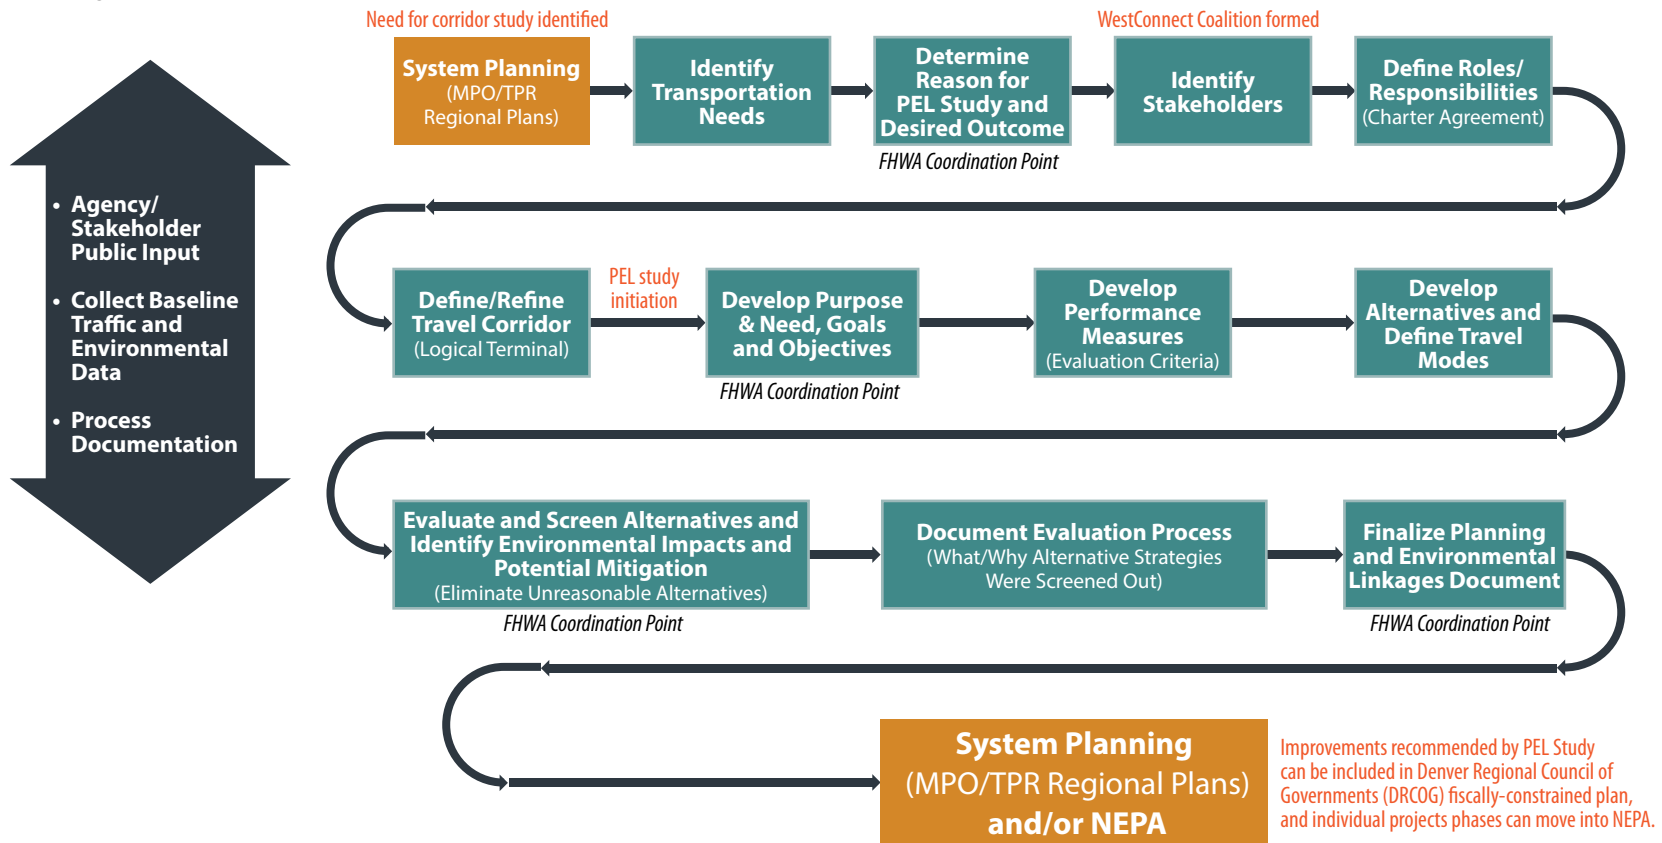 Need for corridor study identified
WestConnect Coalition formed
System Planning
(MPO/TPR
Regional Plans)
Identify
Transportation
Needs
Determine
Reason for
PEL Study and
Desired Outcome
FHWA Coordination Point
Identify
Stakeholders
Define Roles/
Responsibilities
(Charter Agreement)
• Agency/
Stakeholder
Public Input
• Collect Baseline
Traffic and
Environmental
Data
• Process
Documentation
Define/Refine
Travel Corridor
(Logical Terminal)
PEL study
initiation
Develop Purpose
& Need, Goals
and Objectives
FHWA Coordination Point
Develop
Performance
Measures
(Evaluation Criteria)
Develop
Alternatives and
Define Travel
Modes
Evaluate and Screen Alternatives and
Identify Environmental Impacts and
Potential Mitigation
(Eliminate Unreasonable Alternatives)
FHWA Coordination Point
Document Evaluation Process
(What/Why Alternative Strategies
Were Screened Out)
Finalize Planning
and Environmental
Linkages Document
FHWA Coordination Point
System Planning
(MPO/TPR Regional Plans)
and/or NEPA
Improvements recommended by PEL Study
can be included in Denver Regional Council of
Governments (DRCOG) fiscally-constrained plan,
and individual projects phases can move into NEPA.